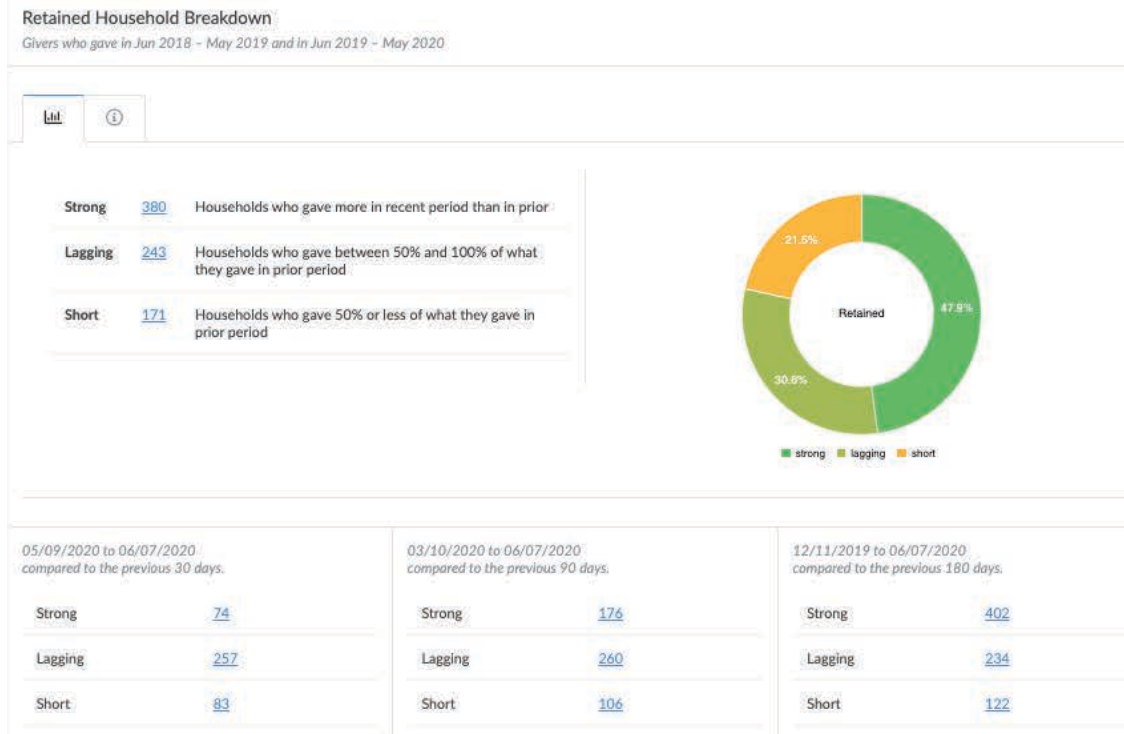 Retained Household Breakdown
Givers who gave in Jun 2018 – May 2019 and in Jun 2019 – May 2020
Strong 380 Households who gave more in recent period than in prior
Lagging 243 Households who gave between 50% and 100% of what
they gave in prior period
Short 171 Households who gave 50% or less of what they gave in
prior period
21.5%
47.9%
Retained
30.6%
strong lagging short
05/09/2020 to 06/07/2020
compared to the previous 30 days.
Strong 74
Lagging 257
Short 83
03/10/2020 to 06/07/2020
compared to the previous 90 days.
Strong 176
Lagging 260
Short 106
12/11/2019 to 06/07/2020
compared to the previous 180 days.
Strong 402
Lagging 234
Short 122